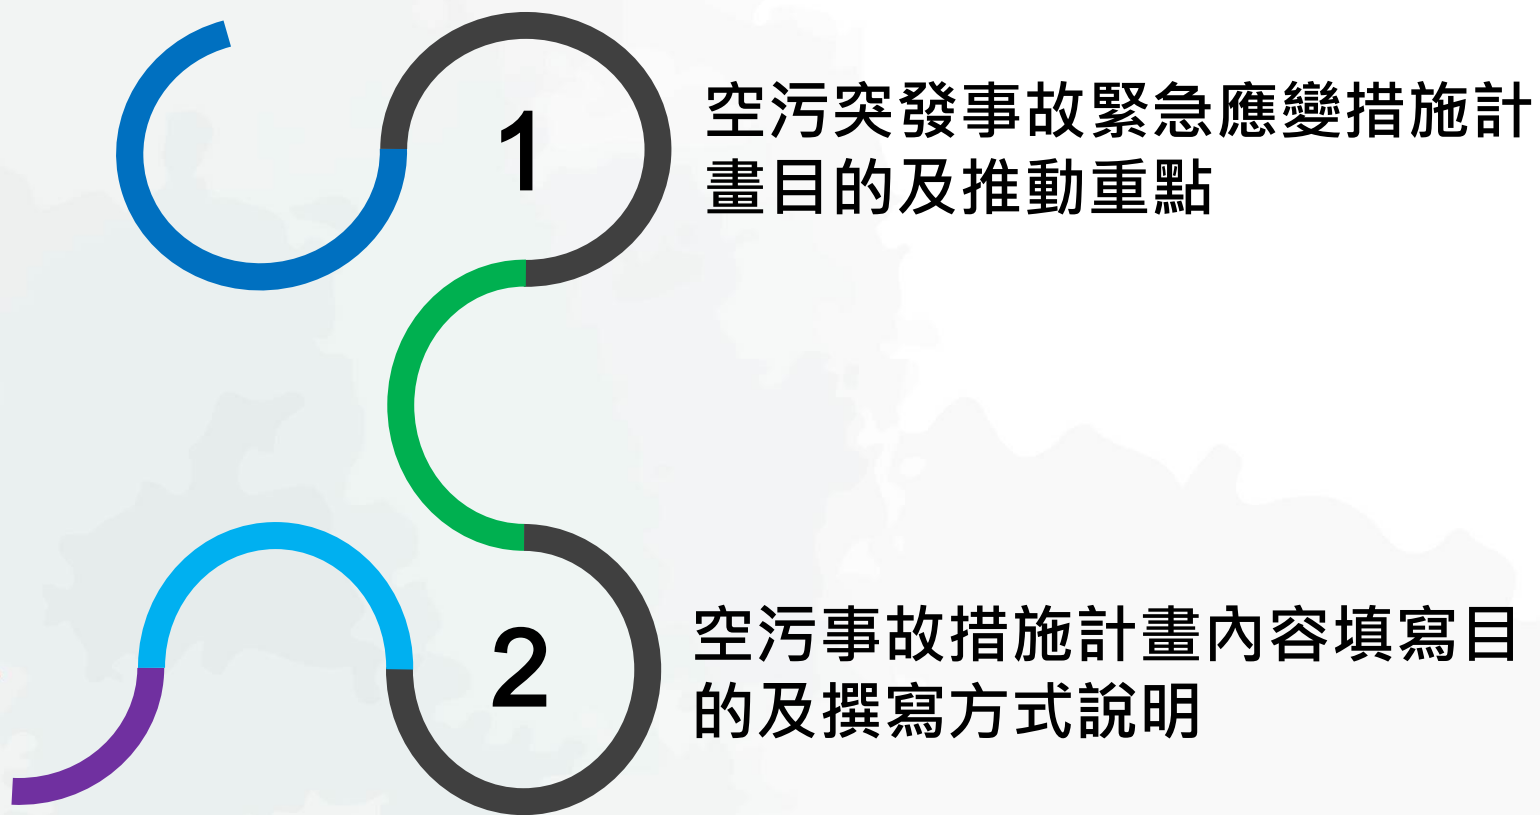 1
空污突發事故緊急應變措施計
畫目的及推動重點
2
空污事故措施計畫內容填寫目
的及撰寫方式說明